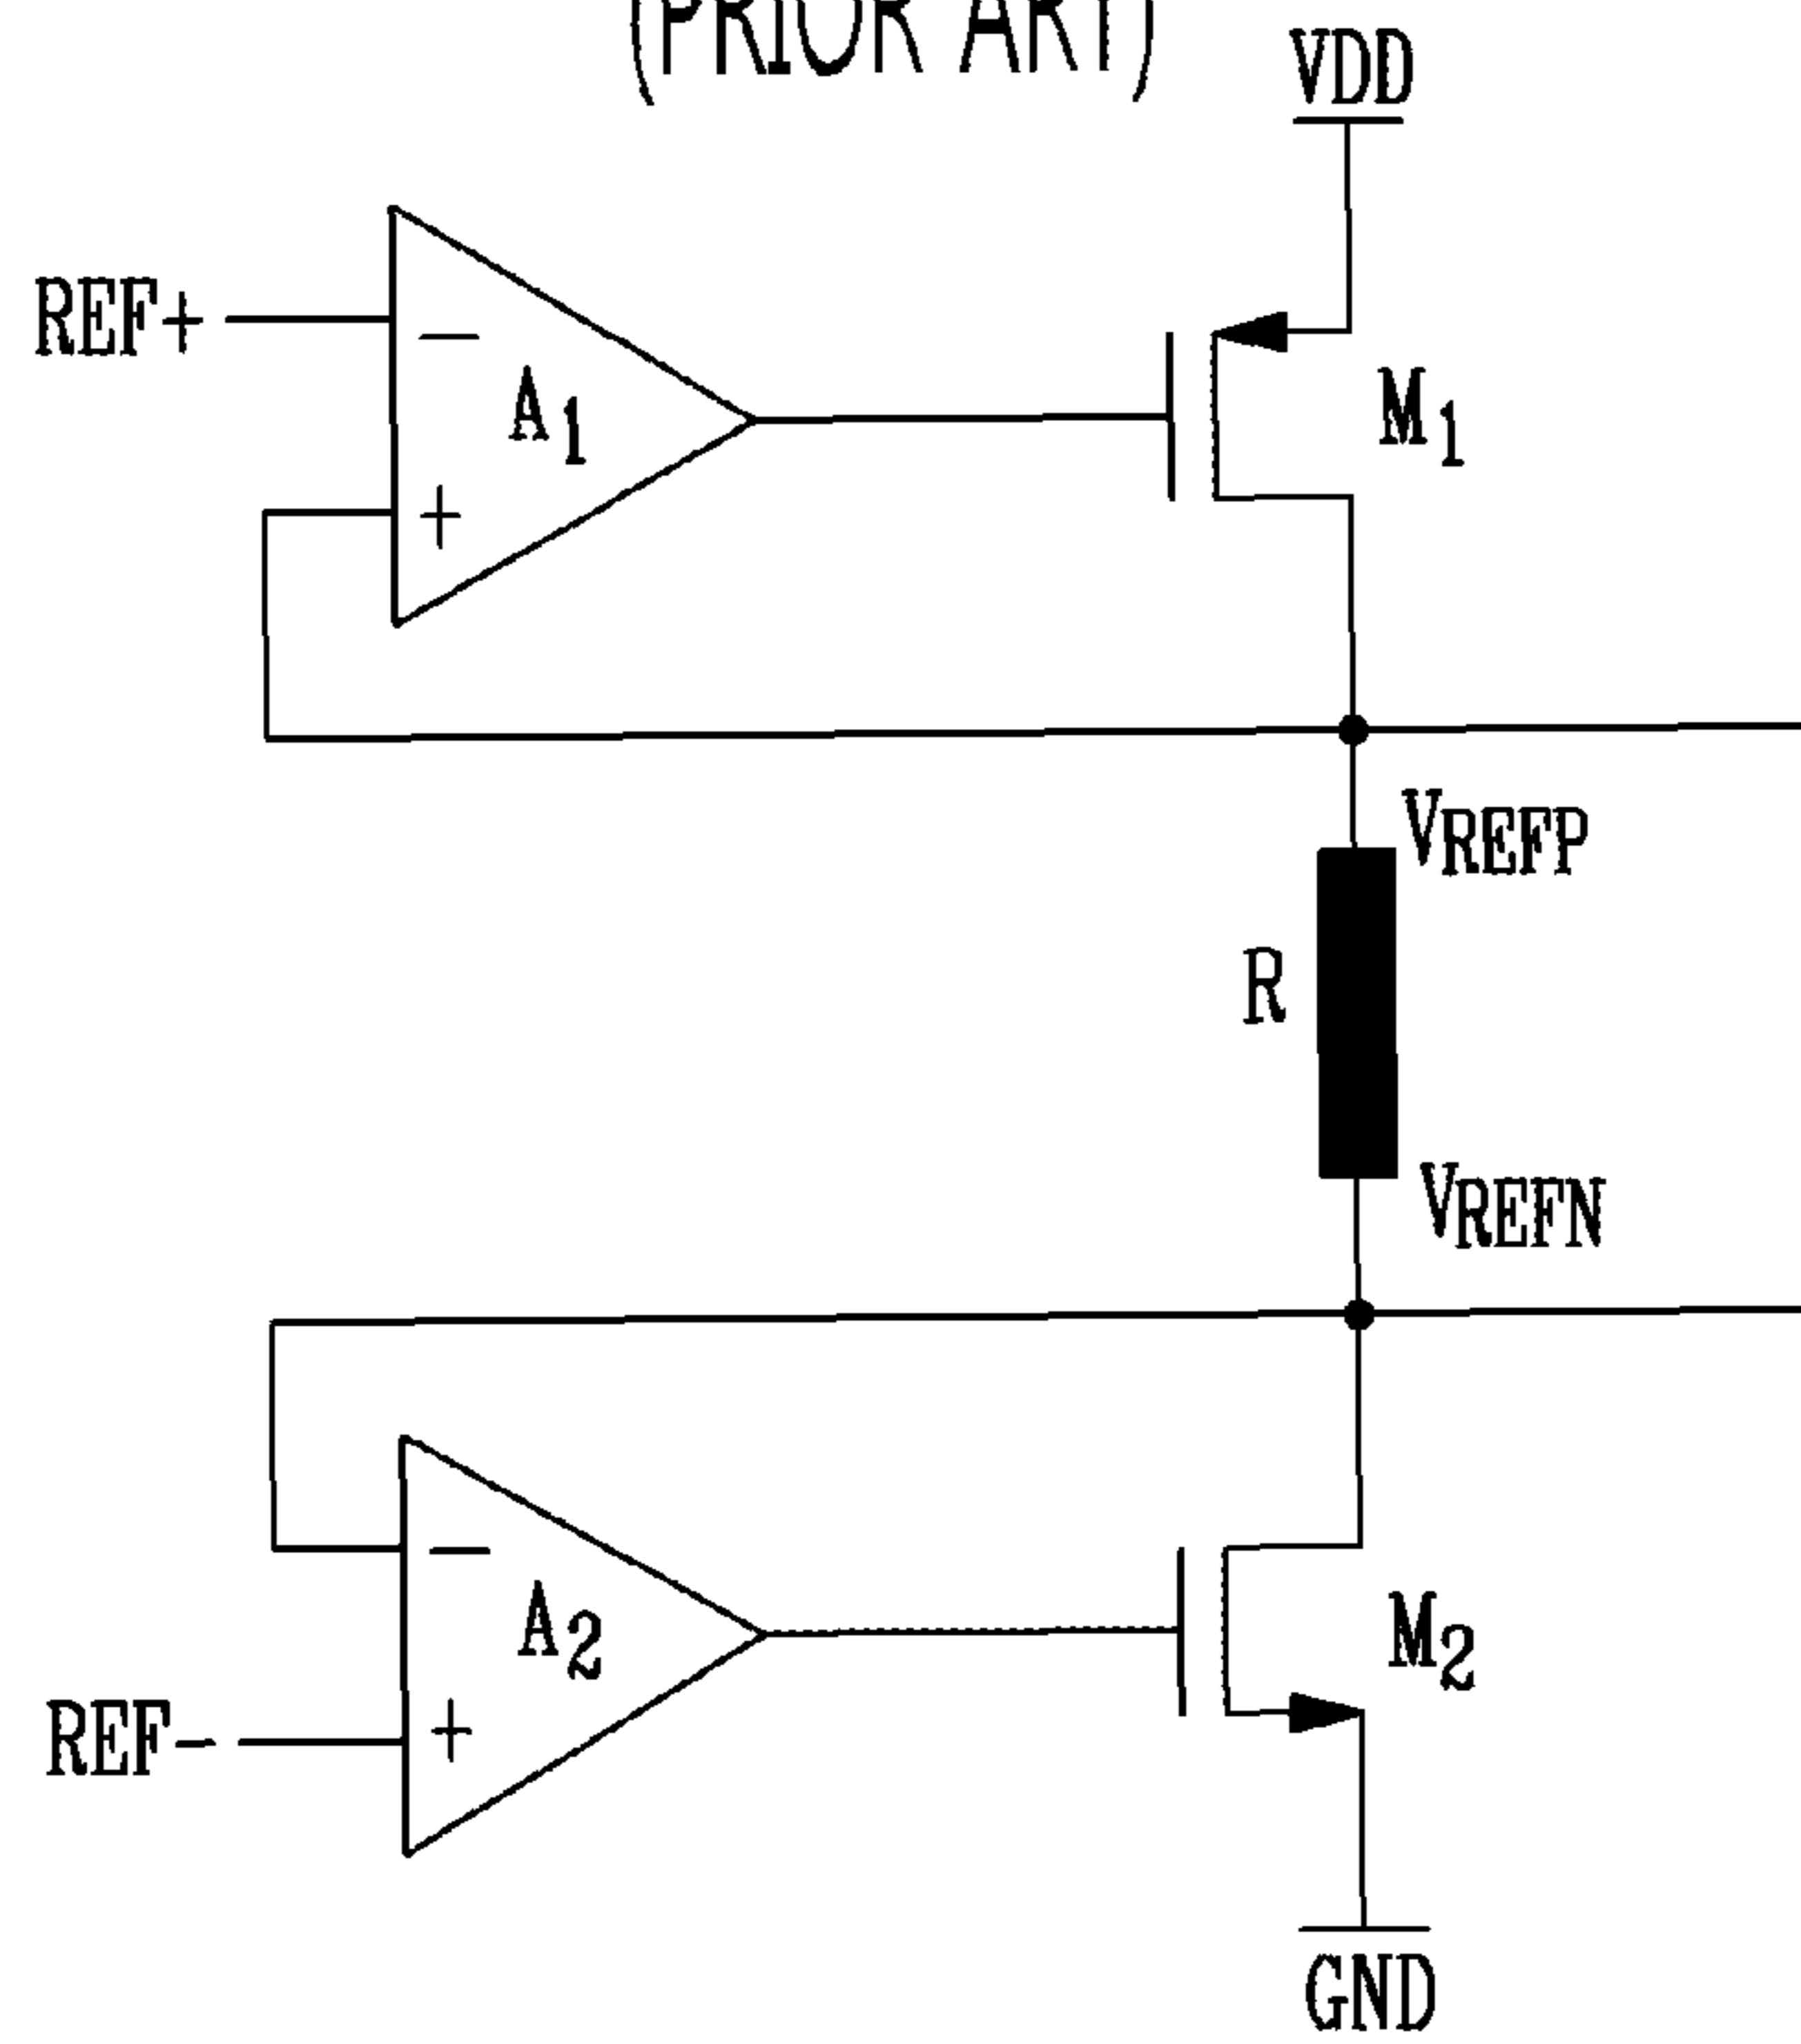 (PRIOR ART)
VDD
REF+
−
A1
+
M1
VREFP
R
VREFN
−
A2
+
M2
REF−
GND